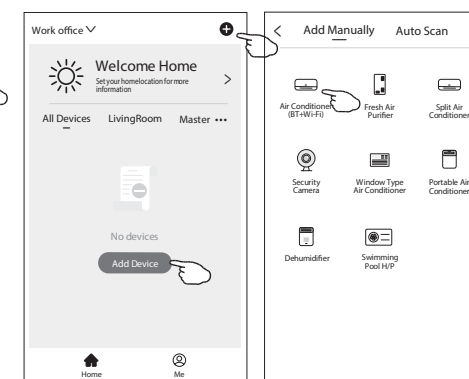 Work office
Welcome Home
Set your home location for more
information
All Devices LivingRoom Master
No devices
Add Device
Home Me
Add Manually Auto Scan
Air Conditioner
(BT+Wi-Fi)
Fresh Air
Purifier
Split Air
Conditioner
Security
Camera
Window Type
Air Conditioner
Portable Air
Conditioner
Dehumidifier
Swimming
Pool H/P